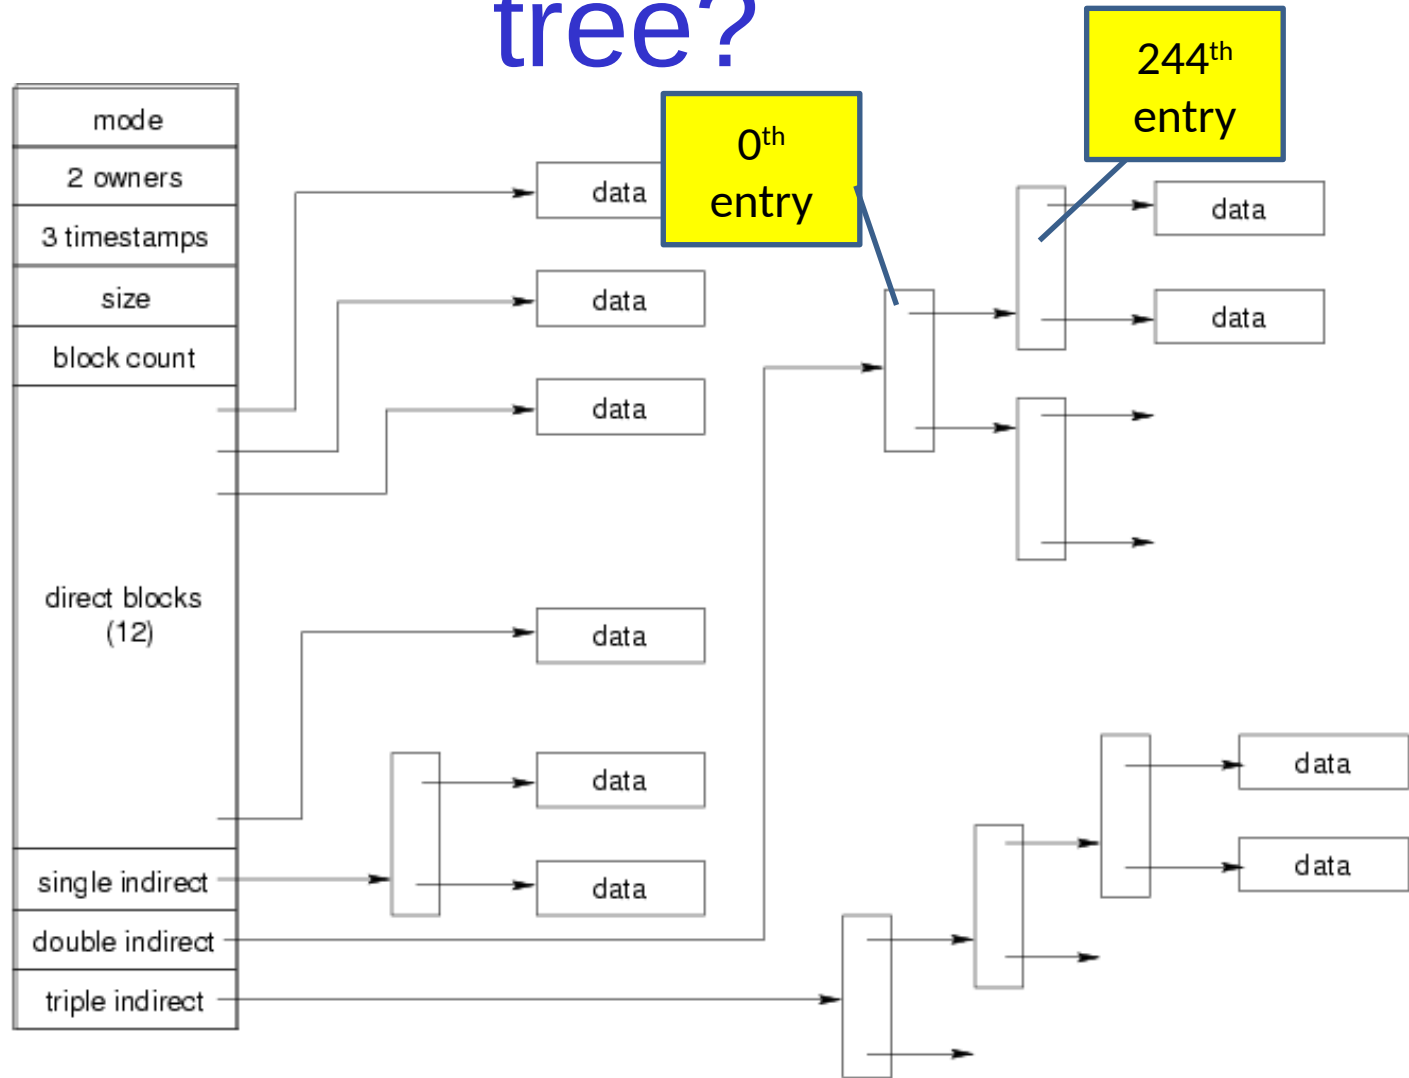 tree?
244th
entry
0th
entry
mode
2 owners
3 timestamps
size
block count
direct blocks
(12)
single indirect
double indirect
triple indirect
data
data
data
data
data
data
data
data
data
data